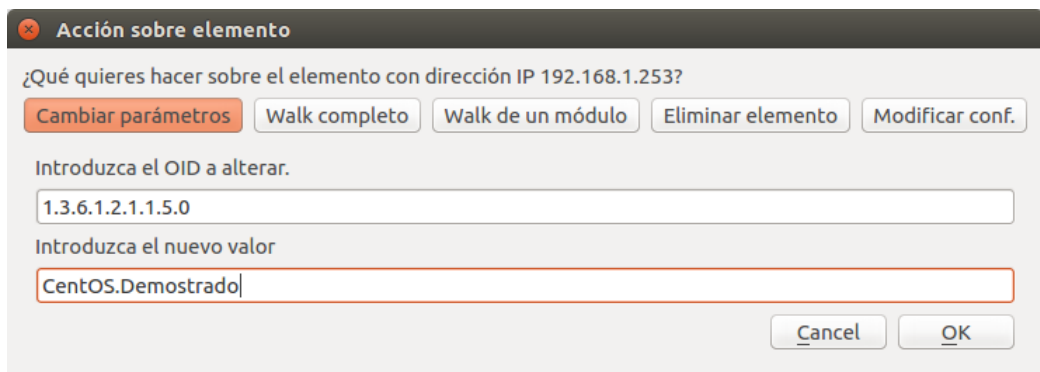 Acción sobre elemento
¿Qué quieres hacer sobre el elemento con dirección IP 192.168.1.253?
Cambiar parámetros Walk completo Walk de un módulo Eliminar elemento Modificar conf.
Introduzca el OID a alterar.
1.3.6.1.2.1.1.5.0
Introduzca el nuevo valor
CentOS.Demostrado
Cancel OK